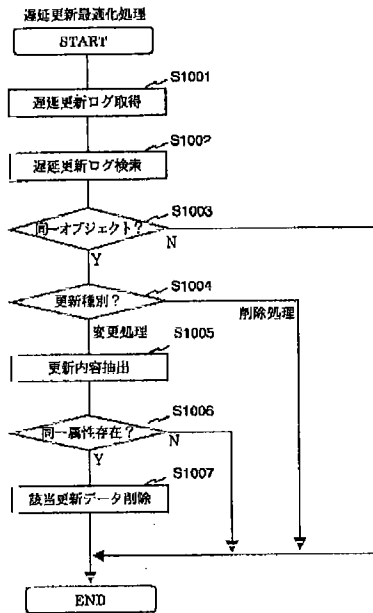 遅延更新最適化処理
START
S1001
遅延更新ログ取得
S1002
遅延更新ログ検索
S1003
同一オブジェクト?
N
Y
S1004
更新種別?
削除処理
変更処理
S1005
更新内容抽出
S1006
同一属性存在?
N
Y
S1007
該当更新データ削除
END